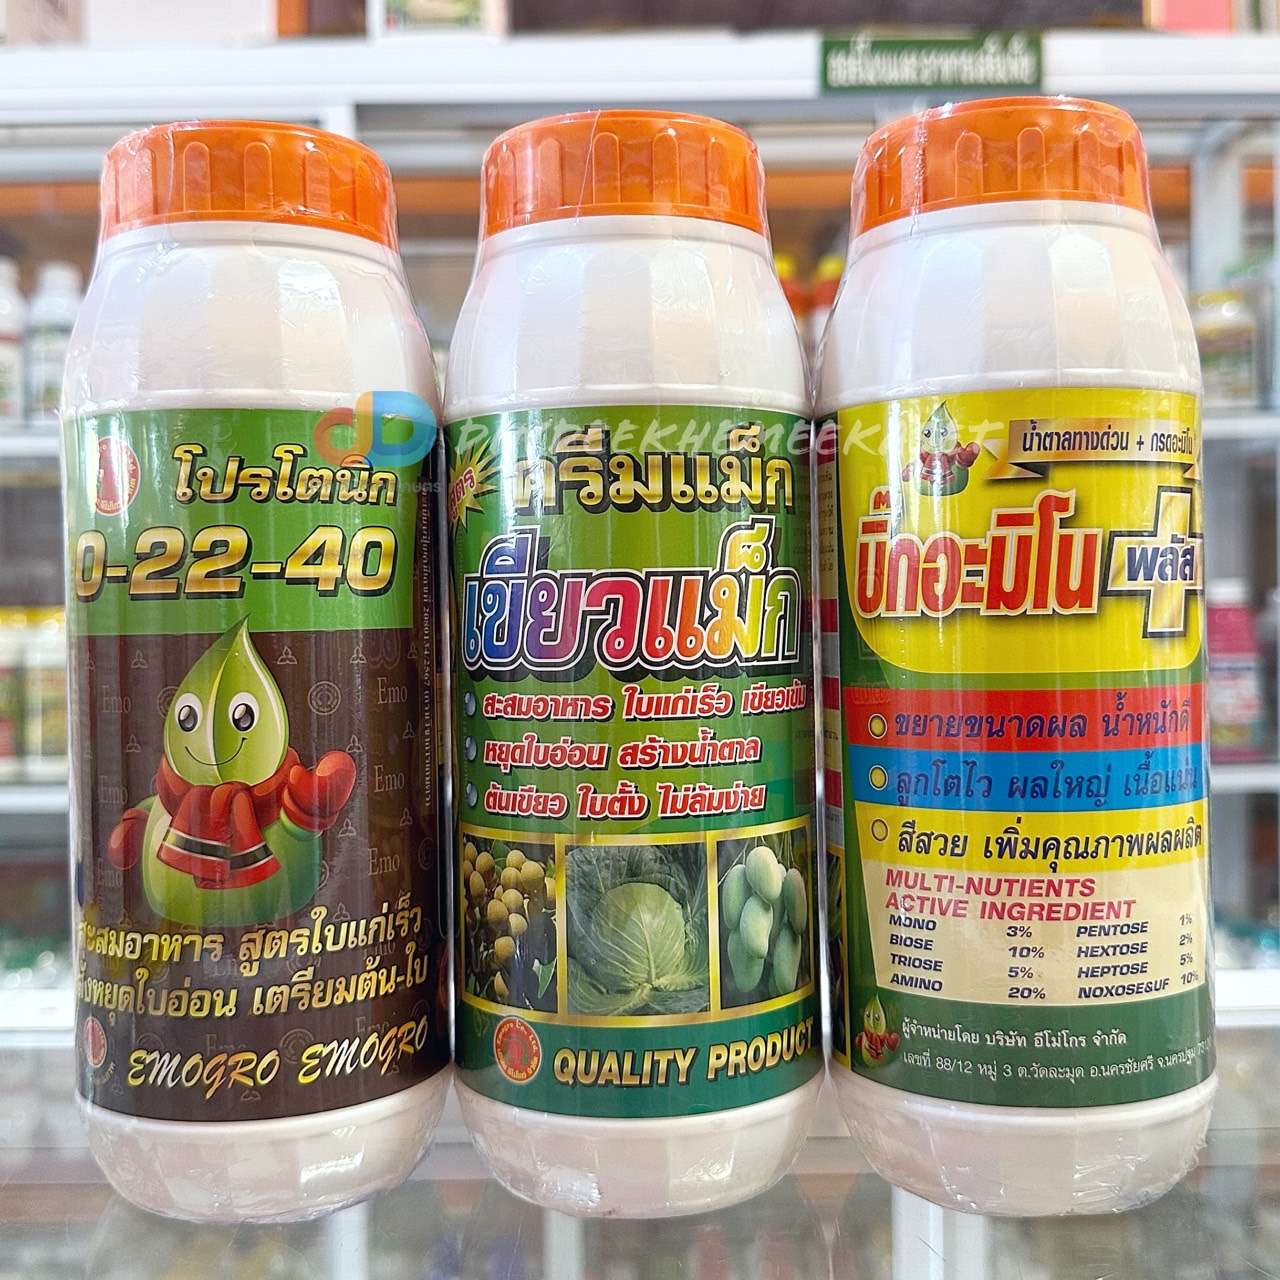 โปรโตนิก
0-22-40
สะสมอาหาร สูตรใบแก่เร็ว
ยั้งหยุดใบอ่อน เตรียมต้น-ใบ
EMOGRO EMOGRO
สูตร
ครีมแม็ก
เขียวแม็ก
สะสมอาหาร ใบแก่เร็ว เขียวเข้ม
หยุดใบอ่อน สร้างน้ำตาล
ต้นเขียว ใบตั้ง ไม่ล้มง่าย
QUALITY PRODUCT
น้ำตาลทางด่วน + กรดอะมิโน
บิ๊กอะมิโน
พลัส
ขยายขนาดผล น้ำหนักดี
ลูกโตไว ผลใหญ่ เนื้อแน่น
สีสวย เพิ่มคุณภาพผลผลิต
MULTI-NUTIENTS
ACTIVE INGREDIENT
MONO 3% PENTOSE 1%
BIOSE 10% HEXTOSE 2%
TRIOSE 5% HEPTOSE 5%
AMINO 20% NOXOSE&UF 10%
ผู้จำหน่ายโดย บริษัท อีโมโกร จำกัด
เลขที่ 88/12 หมู่ 3 ต.วัดละมุด อ.นครชัยศรี จ.นครปฐม